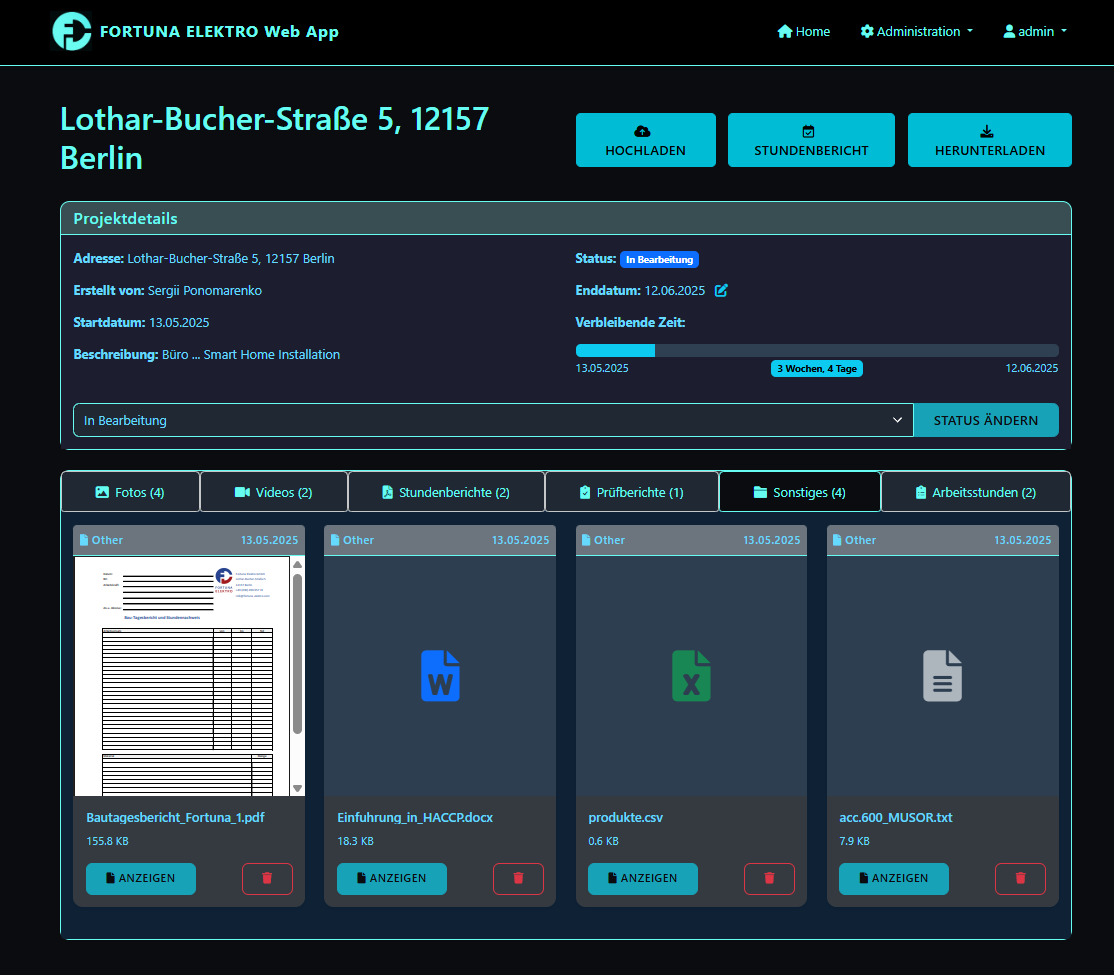 FORTUNA ELEKTRO Web App
Home
Administration
admin
Lothar-Bucher-Straße 5, 12157
Berlin
HOCHLADEN
STUNDENBERICHT
HERUNTERLADEN
Projektdetails
Adresse: Lothar-Bucher-Straße 5, 12157 Berlin
Erstellt von: Sergii Ponomarenko
Startdatum: 13.05.2025
Beschreibung: Büro ... Smart Home Installation
Status: In Bearbeitung
Enddatum: 12.06.2025
Verbleibende Zeit:
13.05.2025
3 Wochen, 4 Tage
12.06.2025
In Bearbeitung
STATUS ÄNDERN
Fotos (4)
Videos (2)
Stundenberichte (2)
Prüfberichte (1)
Sonstiges (4)
Arbeitsstunden (2)
Other 13.05.2025
FORTUNA
ELEKTRO
Bau-Tagesbericht und Stundennachweis
Bautagesbericht_Fortuna_1.pdf
155.8 KB
ANZEIGEN
Other 13.05.2025
W
Einfuhrung_in_HACCP.docx
18.3 KB
ANZEIGEN
Other 13.05.2025
X
produkte.csv
0.6 KB
ANZEIGEN
Other 13.05.2025
acc.600_MUSOR.txt
7.9 KB
ANZEIGEN